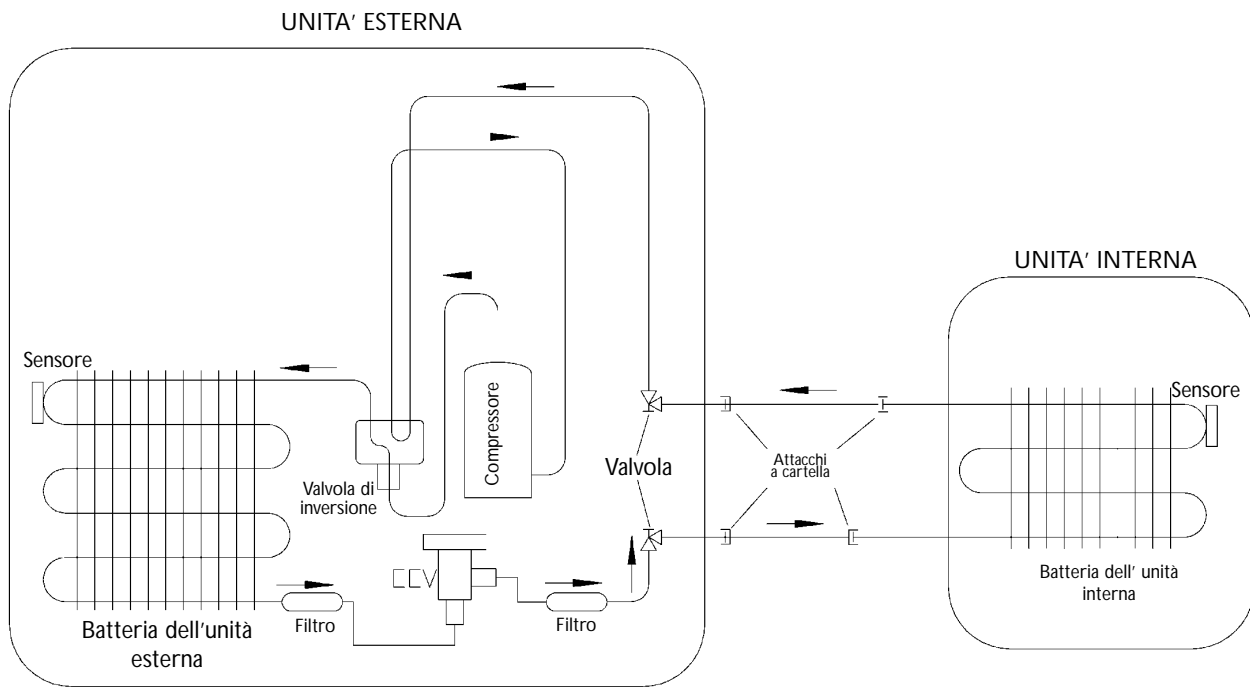 UNITA' ESTERNA
UNITA' INTERNA
Sensore
Sensore
Compressore
Valvola
Attacchi
a cartella
Valvola di
inversione
EEV
Batteria dell' unità
interna
Filtro
Filtro
Batteria dell'unità
esterna